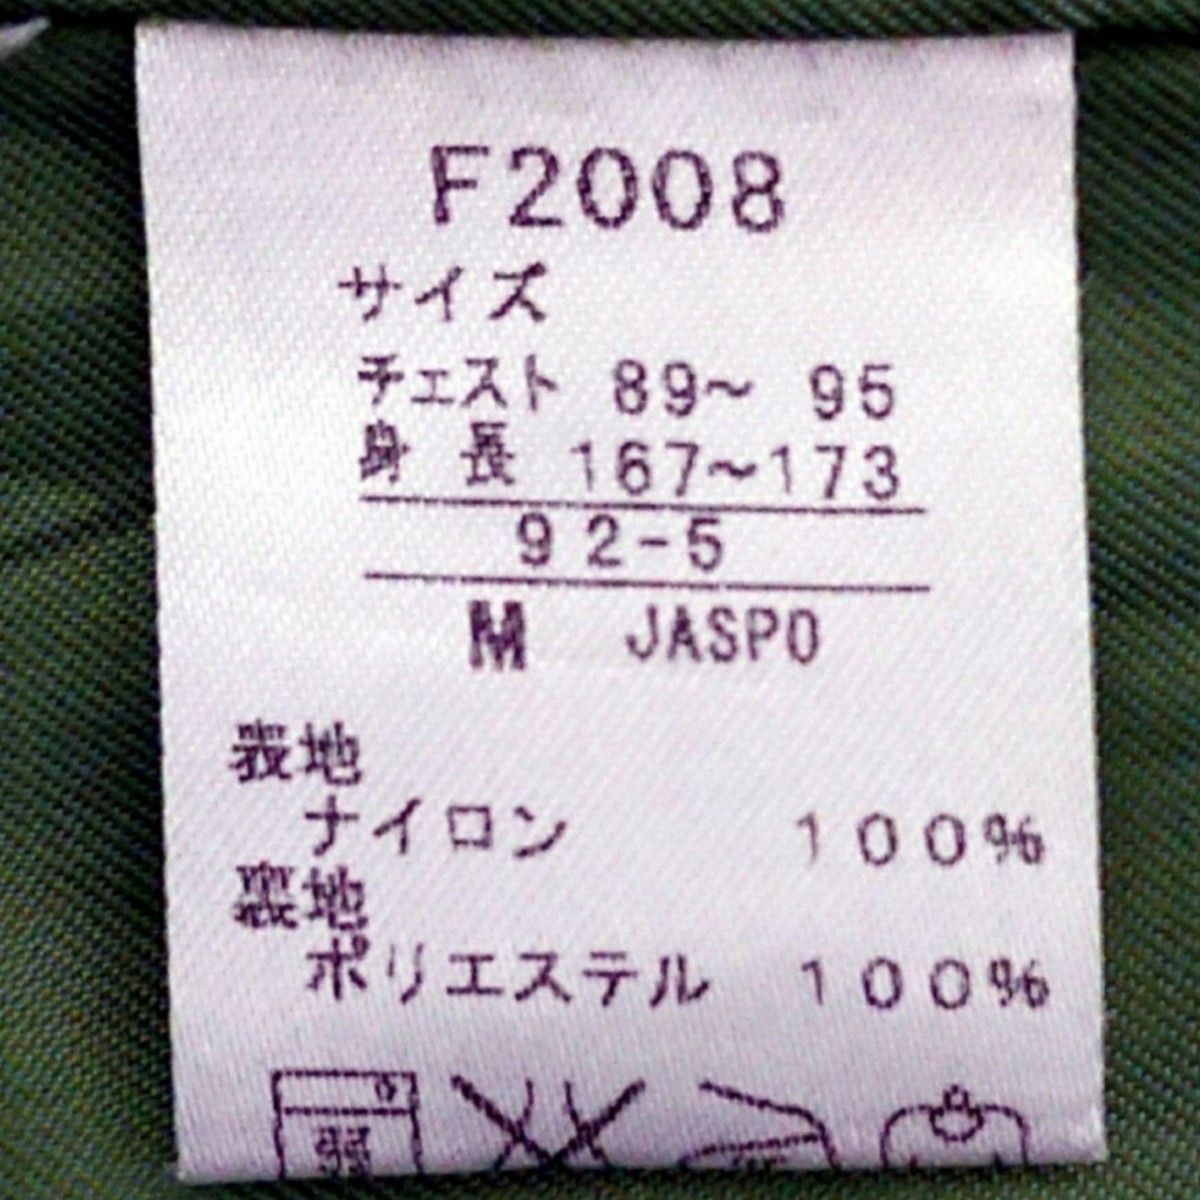 F2008
サイズ
チェスト 89～ 95
身長 167～173
92-5
M JASPO
表地
ナイロン 100%
裏地
ポリエステル 100%
弱